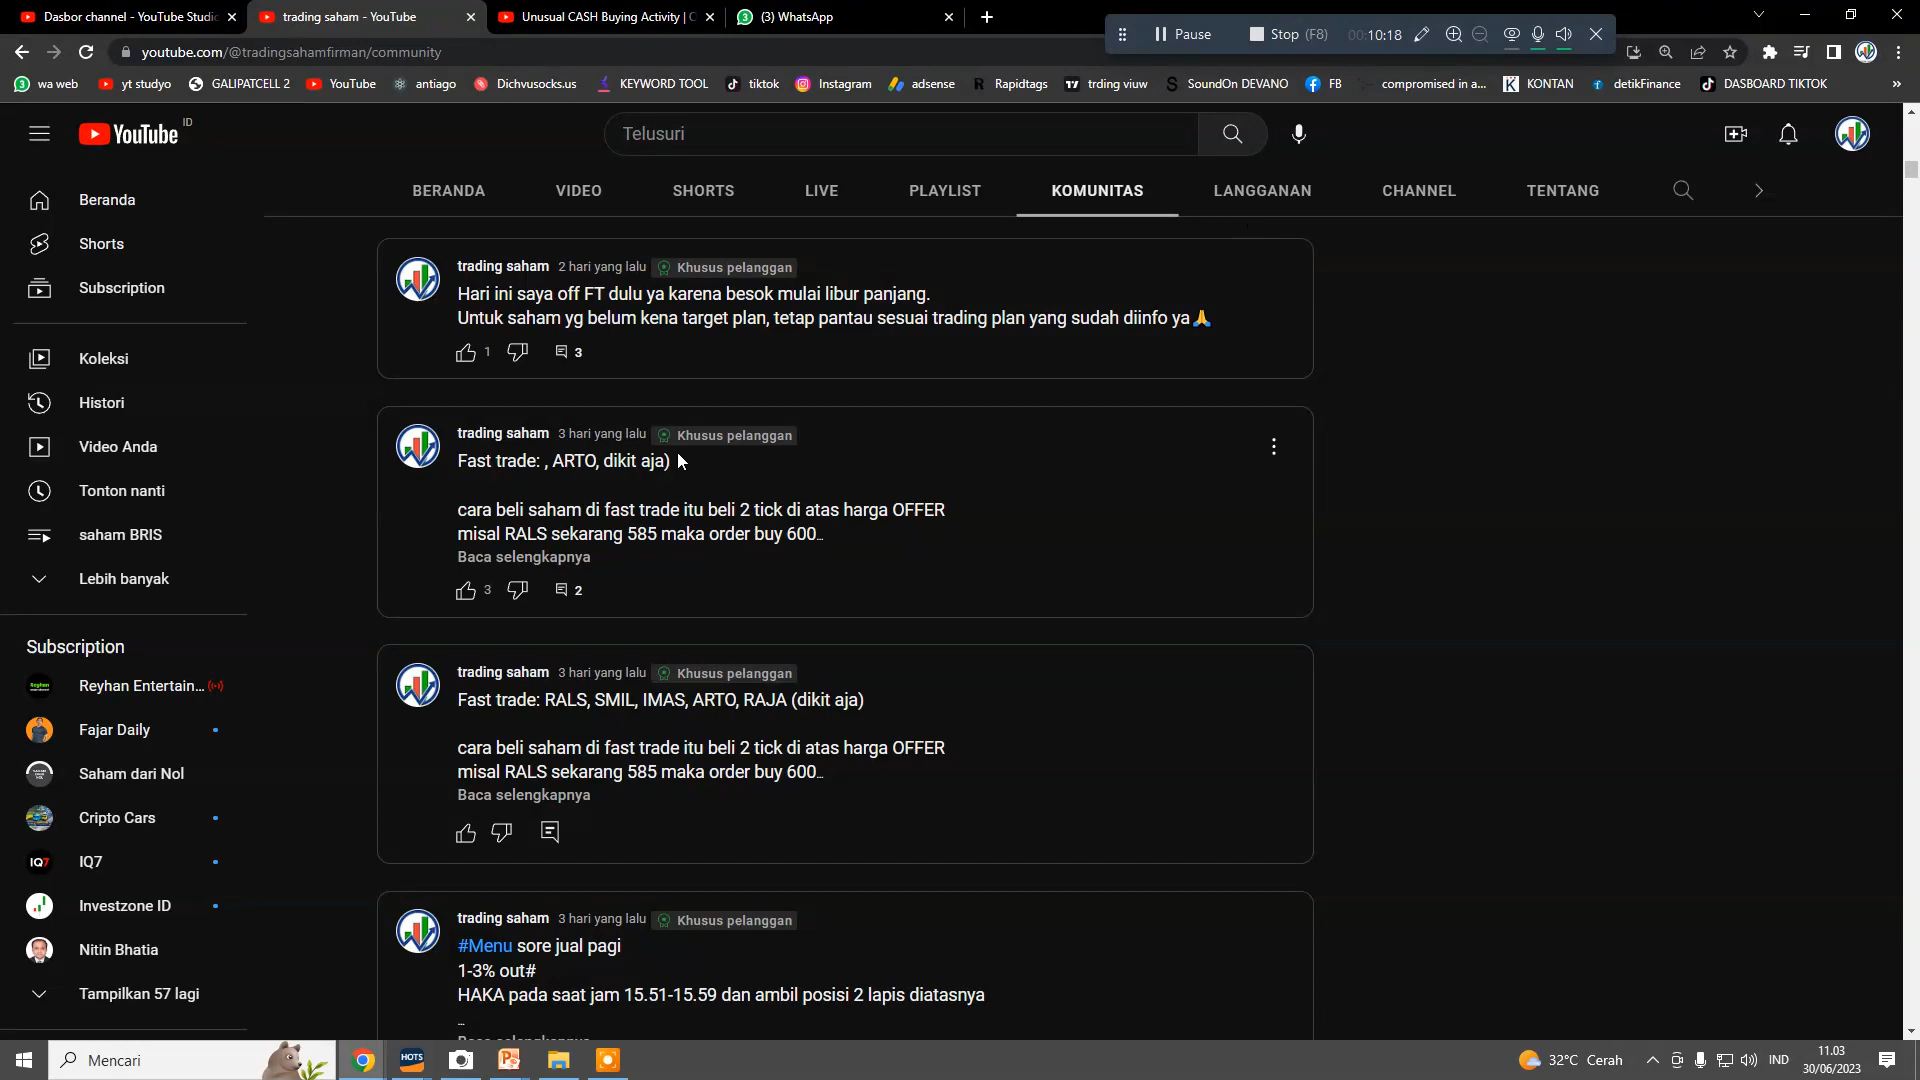 Dasbor channel - YouTube Studio
trading saham - YouTube
Unusual CASH Buying Activity | C
(3) WhatsApp
Pause
Stop (F8)
00:10:18
youtube.com/@tradingsahamfirman/community
wa web
yt studyo
GALIPATCELL 2
YouTube
antiago
Dichvusocks.us
KEYWORD TOOL
tiktok
Instagram
adsense
Rapidtags
trding viuw
SoundOn DEVANO
FB
compromised in a...
KONTAN
detikFinance
DASBOARD TIKTOK
YouTube ID
Telusuri
BERANDA
VIDEO
SHORTS
LIVE
PLAYLIST
KOMUNITAS
LANGGANAN
CHANNEL
TENTANG
Beranda
Shorts
Subscription
Koleksi
Histori
Video Anda
Tonton nanti
saham BRIS
Lebih banyak
Subscription
Reyhan Entertain...
Fajar Daily
Saham dari Nol
Cripto Cars
IQ7
Investzone ID
Nitin Bhatia
Tampilkan 57 lagi
trading saham 2 hari yang lalu Khusus pelanggan
Hari ini saya off FT dulu ya karena besok mulai libur panjang.
Untuk saham yg belum kena target plan, tetap pantau sesuai trading plan yang sudah diinfo ya🙏
1 3
trading saham 3 hari yang lalu Khusus pelanggan
Fast trade: , ARTO, dikit aja)
cara beli saham di fast trade itu beli 2 tick di atas harga OFFER
misal RALS sekarang 585 maka order buy 600...
Baca selengkapnya
3 2
trading saham 3 hari yang lalu Khusus pelanggan
Fast trade: RALS, SMIL, IMAS, ARTO, RAJA (dikit aja)
cara beli saham di fast trade itu beli 2 tick di atas harga OFFER
misal RALS sekarang 585 maka order buy 600...
Baca selengkapnya
trading saham 3 hari yang lalu Khusus pelanggan
#Menu sore jual pagi
1-3% out#
HAKA pada saat jam 15.51-15.59 dan ambil posisi 2 lapis diatasnya
...
Mencari
HOTS
32°C Cerah
IND
11.03
30/06/2023